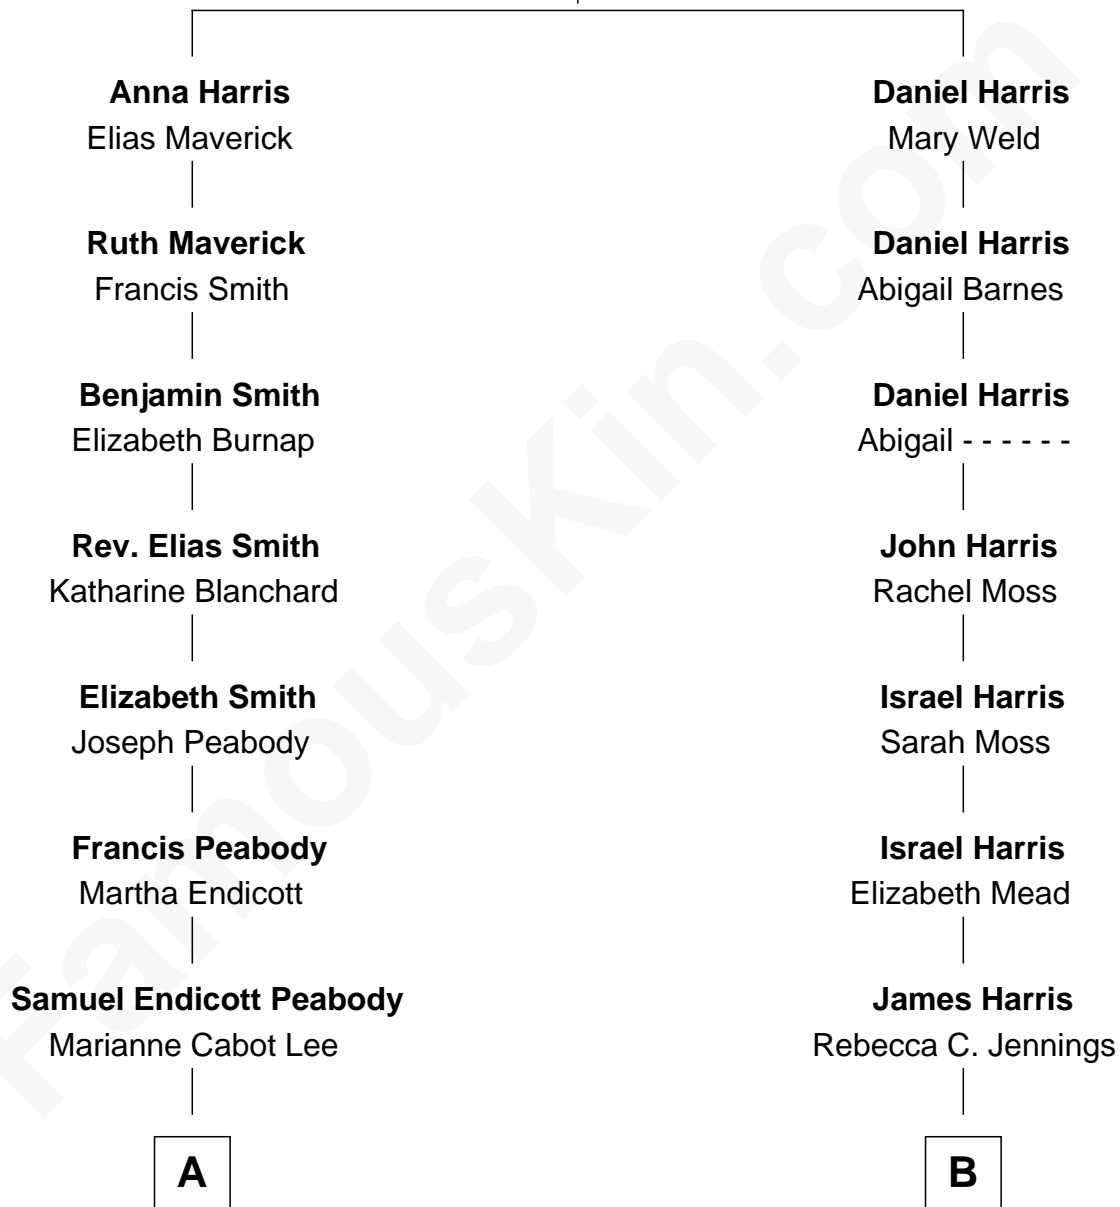 Anna Harris
Elias Maverick
Ruth Maverick
Francis Smith
Benjamin Smith
Elizabeth Burnap
Rev. Elias Smith
Katharine Blanchard
Elizabeth Smith
Joseph Peabody
Francis Peabody
Martha Endicott
Samuel Endicott Peabody
Marianne Cabot Lee
A
Daniel Harris
Mary Weld
Daniel Harris
Abigail Barnes
Daniel Harris
Abigail - - - - - -
John Harris
Rachel Moss
Israel Harris
Sarah Moss
Israel Harris
Elizabeth Mead
James Harris
Rebecca C. Jennings
B
FamousKin.com